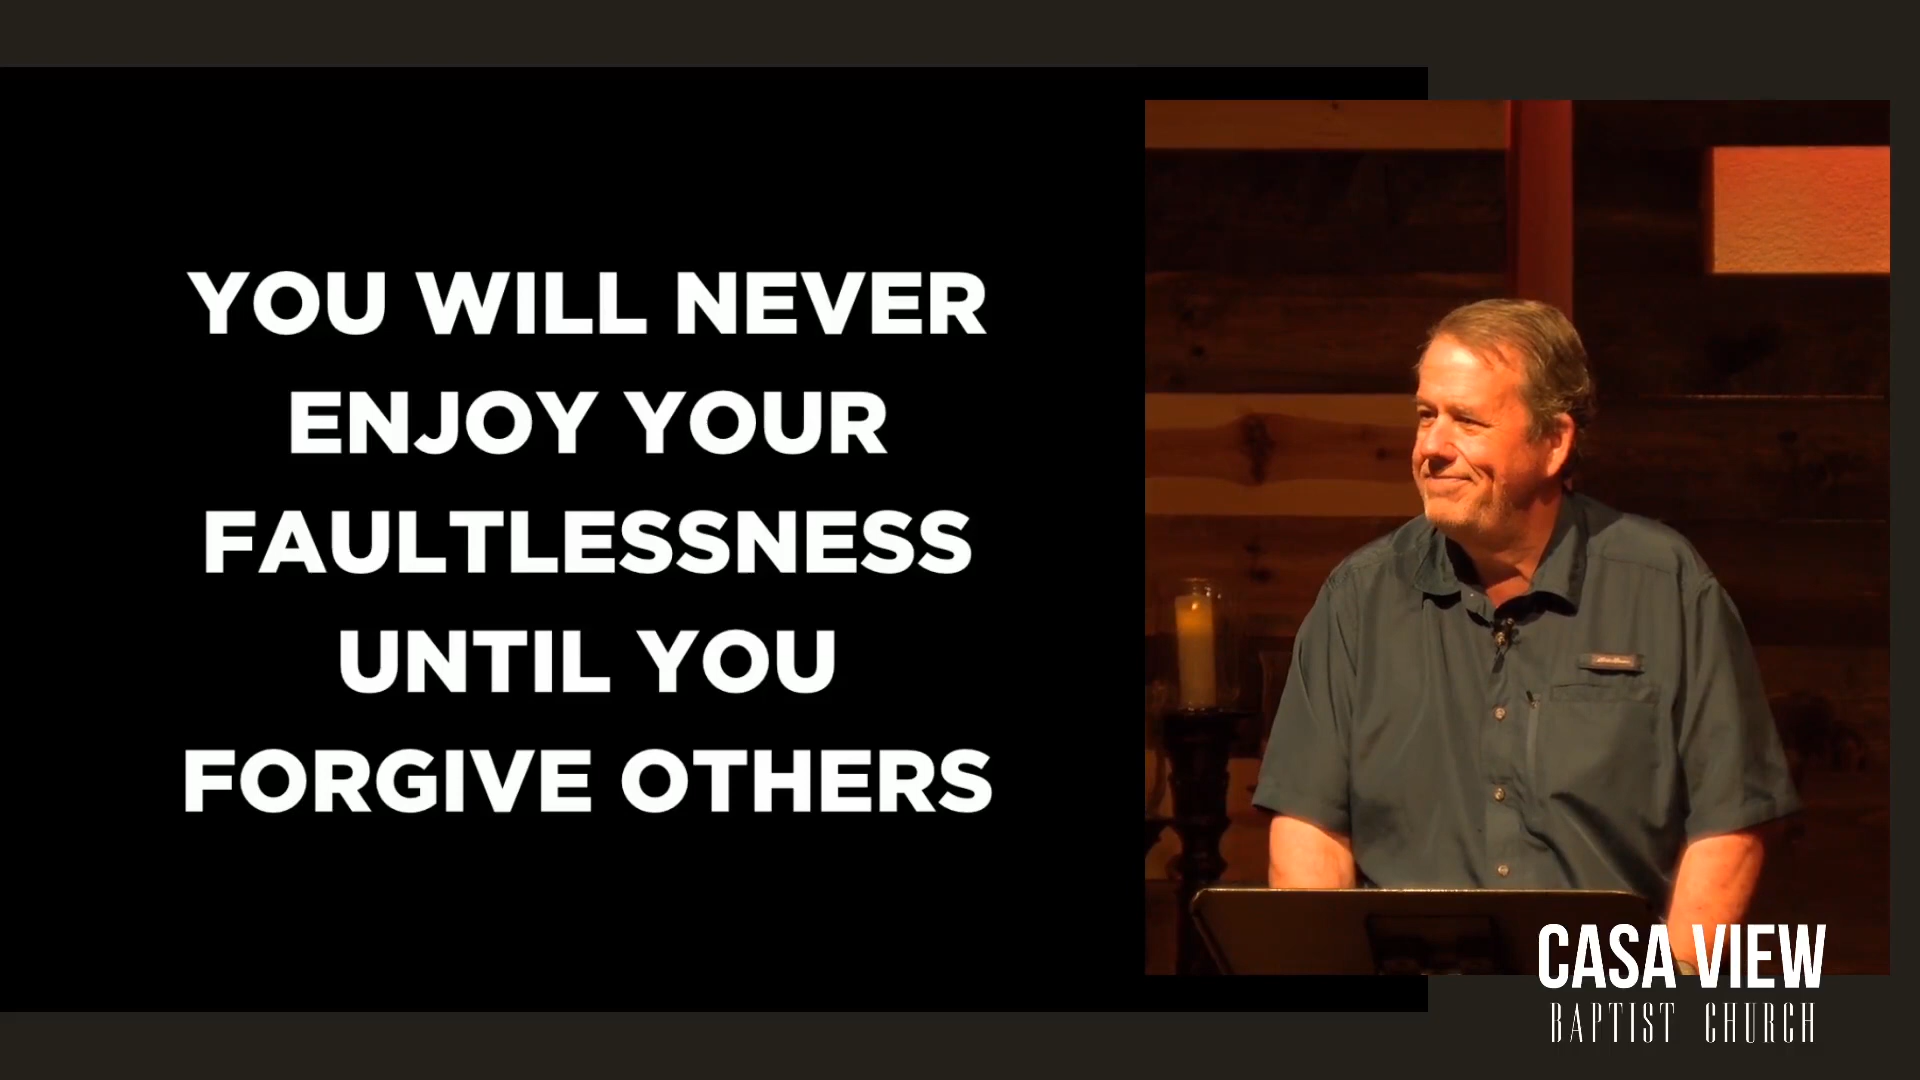 YOU WILL NEVER
ENJOY YOUR
FAULTLESSNESS
UNTIL YOU
FORGIVE OTHERS
CASA VIEW
BAPTIST CHURCH